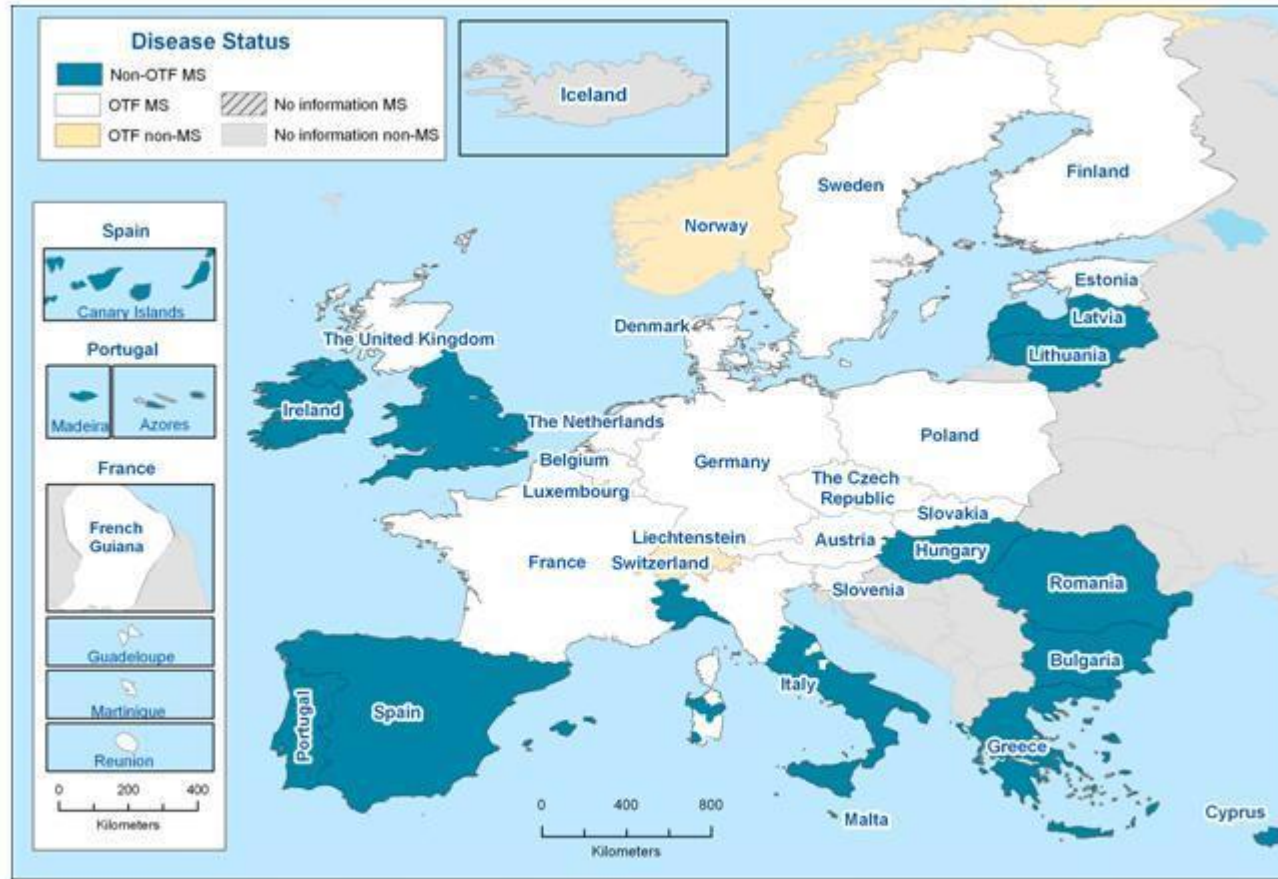 Disease Status
Non-OTF MS
OTF MS
No information MS
OTF non-MS
No information non-MS
Iceland
Finland
Sweden
Norway
Spain
Canary Islands
Estonia
Latvia
Denmark
The United Kingdom
Lithuania
Portugal
Madeira
Azores
Ireland
The Netherlands
Poland
Belgium
Germany
The Czech
Republic
Luxembourg
Slovakia
France
French
Guiana
Liechtenstein
Austria
Hungary
France
Switzerland
Slovenia
Romania
Guadeloupe
Bulgaria
Martinique
Italy
Portugal
Spain
Reunion
Greece
0 200 400
Kilometers
0 400 800
Kilometers
Malta
Cyprus